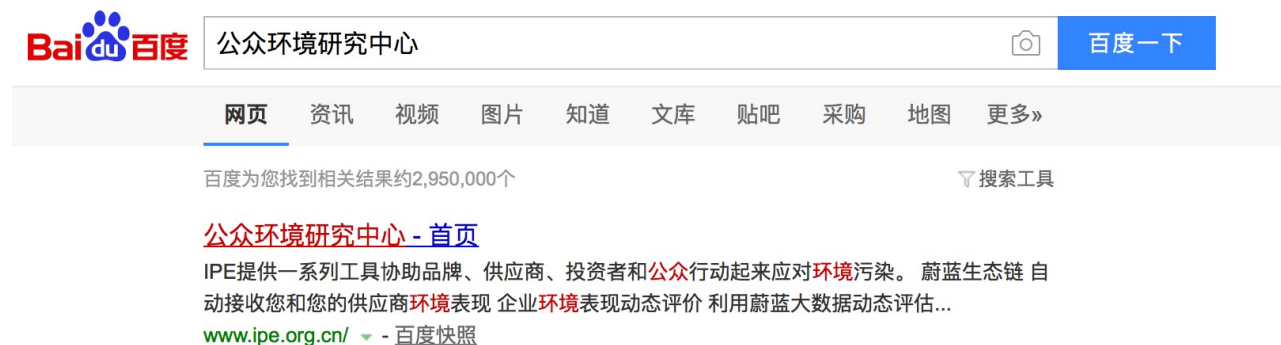 Bai du 百度 公众环境研究中心 百度一下
网页 资讯 视频 图片 知道 文库 贴吧 采购 地图 更多»
百度为您找到相关结果约2,950,000个 搜索工具
公众环境研究中心 - 首页
IPE提供一系列工具协助品牌、供应商、投资者和公众行动起来应对环境污染。 蔚蓝生态链 自
动接收您和您的供应商环境表现 企业环境表现动态评价 利用蔚蓝大数据动态评估...
www.ipe.org.cn/ - 百度快照